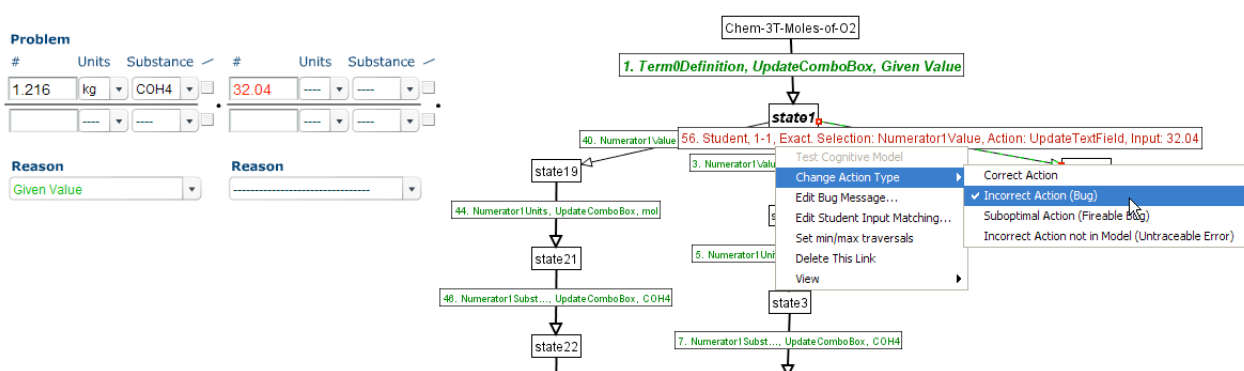 Problem
# Units Substance # Units Substance
1.216 kg COH4 32.04 ---- ----
---- ---- ---- ----
Reason Reason
Given Value --------------------------------
Chem-3T-Moles-of-O2
1. Term0Definition, UpdateComboBox, Given Value
state1
40. Numerator1Value
56. Student, 1-1, Exact. Selection: Numerator1Value, Action: UpdateTextField, Input: 32.04
state19
3. Numerator1Valu
Test Cognitive Model
Change Action Type
Edit Bug Message...
Edit Student Input Matching...
Set min/max traversals
Delete This Link
View
Correct Action
Incorrect Action (Bug)
Suboptimal Action (Fireable Bug)
Incorrect Action not in Model (Untraceable Error)
44. Numerator1Units, UpdateComboBox, mol
s
state21
5. Numerator1Uni
46. Numerator1Subst..., UpdateComboBox, COH4
state3
state22
7. Numerator1Subst..., UpdateComboBox, COH4